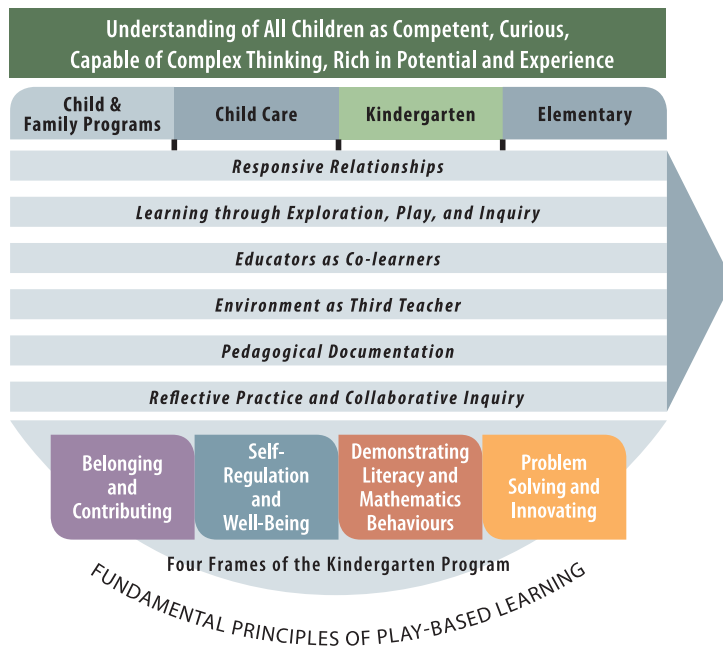 Understanding of All Children as Competent, Curious,
Capable of Complex Thinking, Rich in Potential and Experience
Child &
Family Programs
Child Care
Kindergarten
Elementary
Responsive Relationships
Learning through Exploration, Play, and Inquiry
Educators as Co-learners
Environment as Third Teacher
Pedagogical Documentation
Reflective Practice and Collaborative Inquiry
Belonging
and
Contributing
Self-
Regulation
and
Well-Being
Demonstrating
Literacy and
Mathematics
Behaviours
Problem
Solving and
Innovating
Four Frames of the Kindergarten Program
FUNDAMENTAL PRINCIPLES OF PLAY-BASED LEARNING